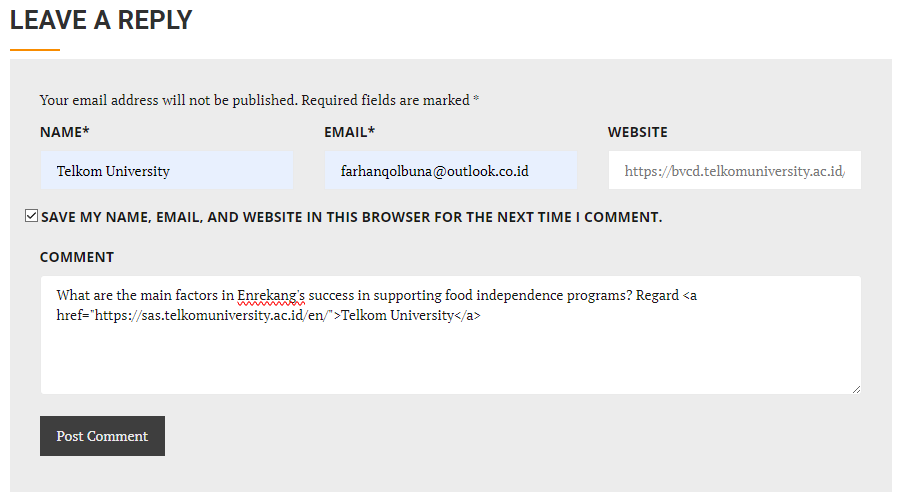 LEAVE A REPLY
Your email address will not be published. Required fields are marked *
NAME* EMAIL* WEBSITE
Telkom University farhanqolbuna@outlook.co.id https://bvcd.telkomuniversity.ac.id/
SAVE MY NAME, EMAIL, AND WEBSITE IN THIS BROWSER FOR THE NEXT TIME I COMMENT.
COMMENT
What are the main factors in Enrekang's success in supporting food independence programs? Regard <a
href="https://sas.telkomuniversity.ac.id/en/">Telkom University</a>
Post Comment